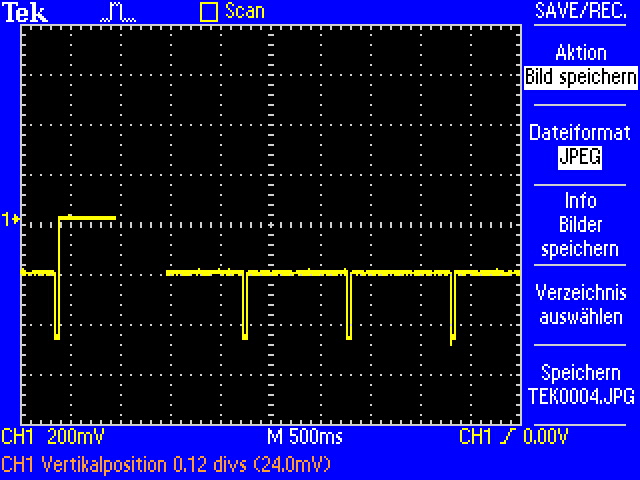 Tek
Scan
SAVE/REC.
Aktion
Bild speichern
Dateiformat
JPEG
Info
Bilder
speichern
Verzeichnis
auswählen
Speichern
TEK0004.JPG
1
CH1 200mV
M 500ms
CH1 0.00V
CH1 Vertikalposition 0.12 divs (24.0mV)